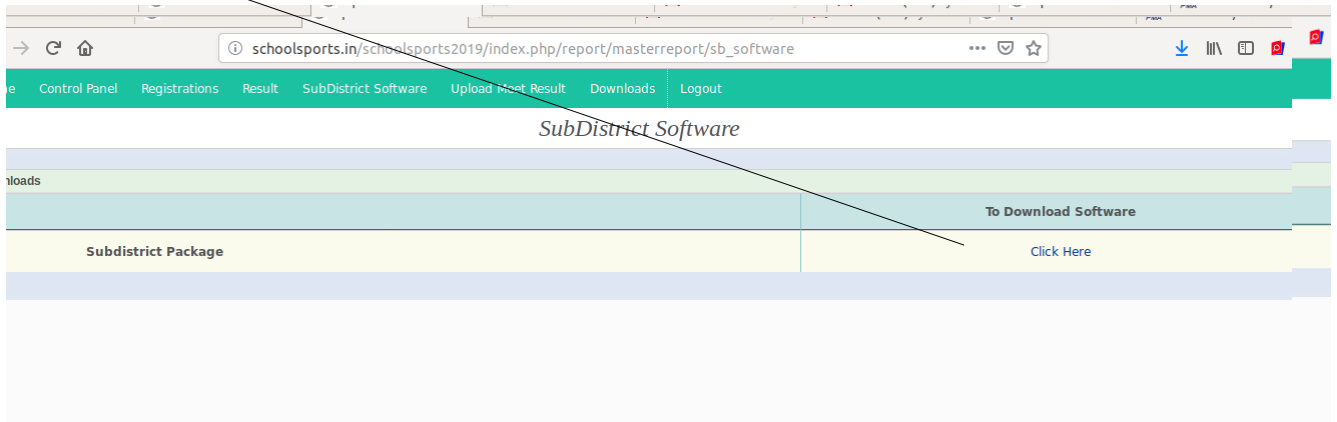 schoolsports.in/schoolsports2019/index.php/report/masterreport/sb_software
e Control Panel Registrations Result SubDistrict Software Upload Meet Result Downloads Logout
SubDistrict Software
nloads
To Download Software
Subdistrict Package Click Here